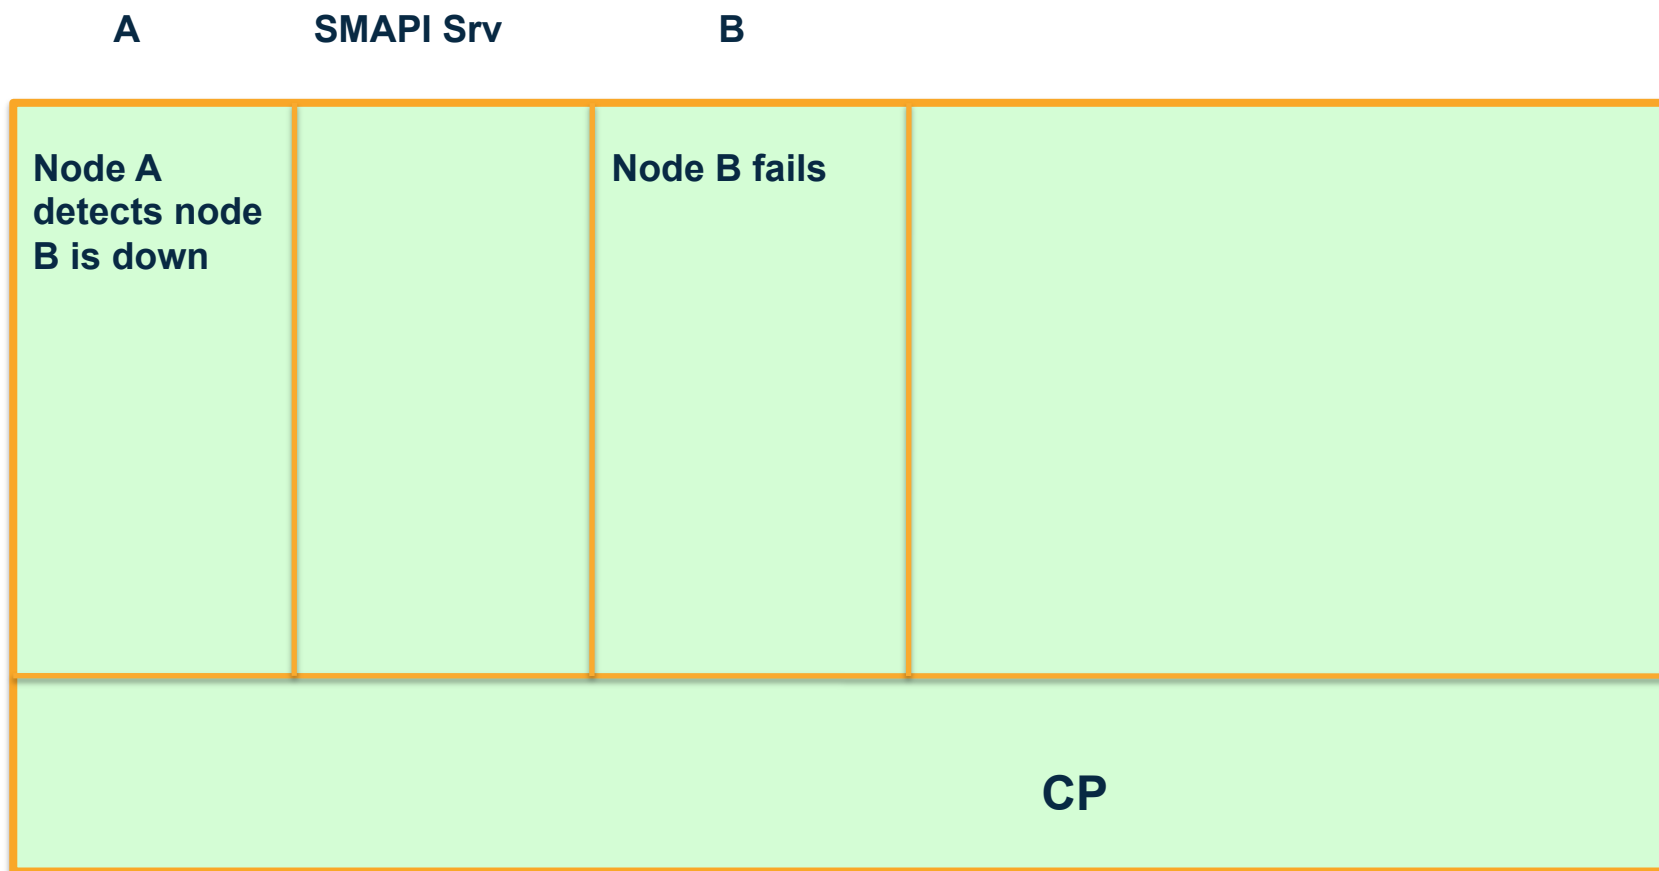 A
SMAPI Srv
B
Node A
detects node
B is down
Node B fails
CP